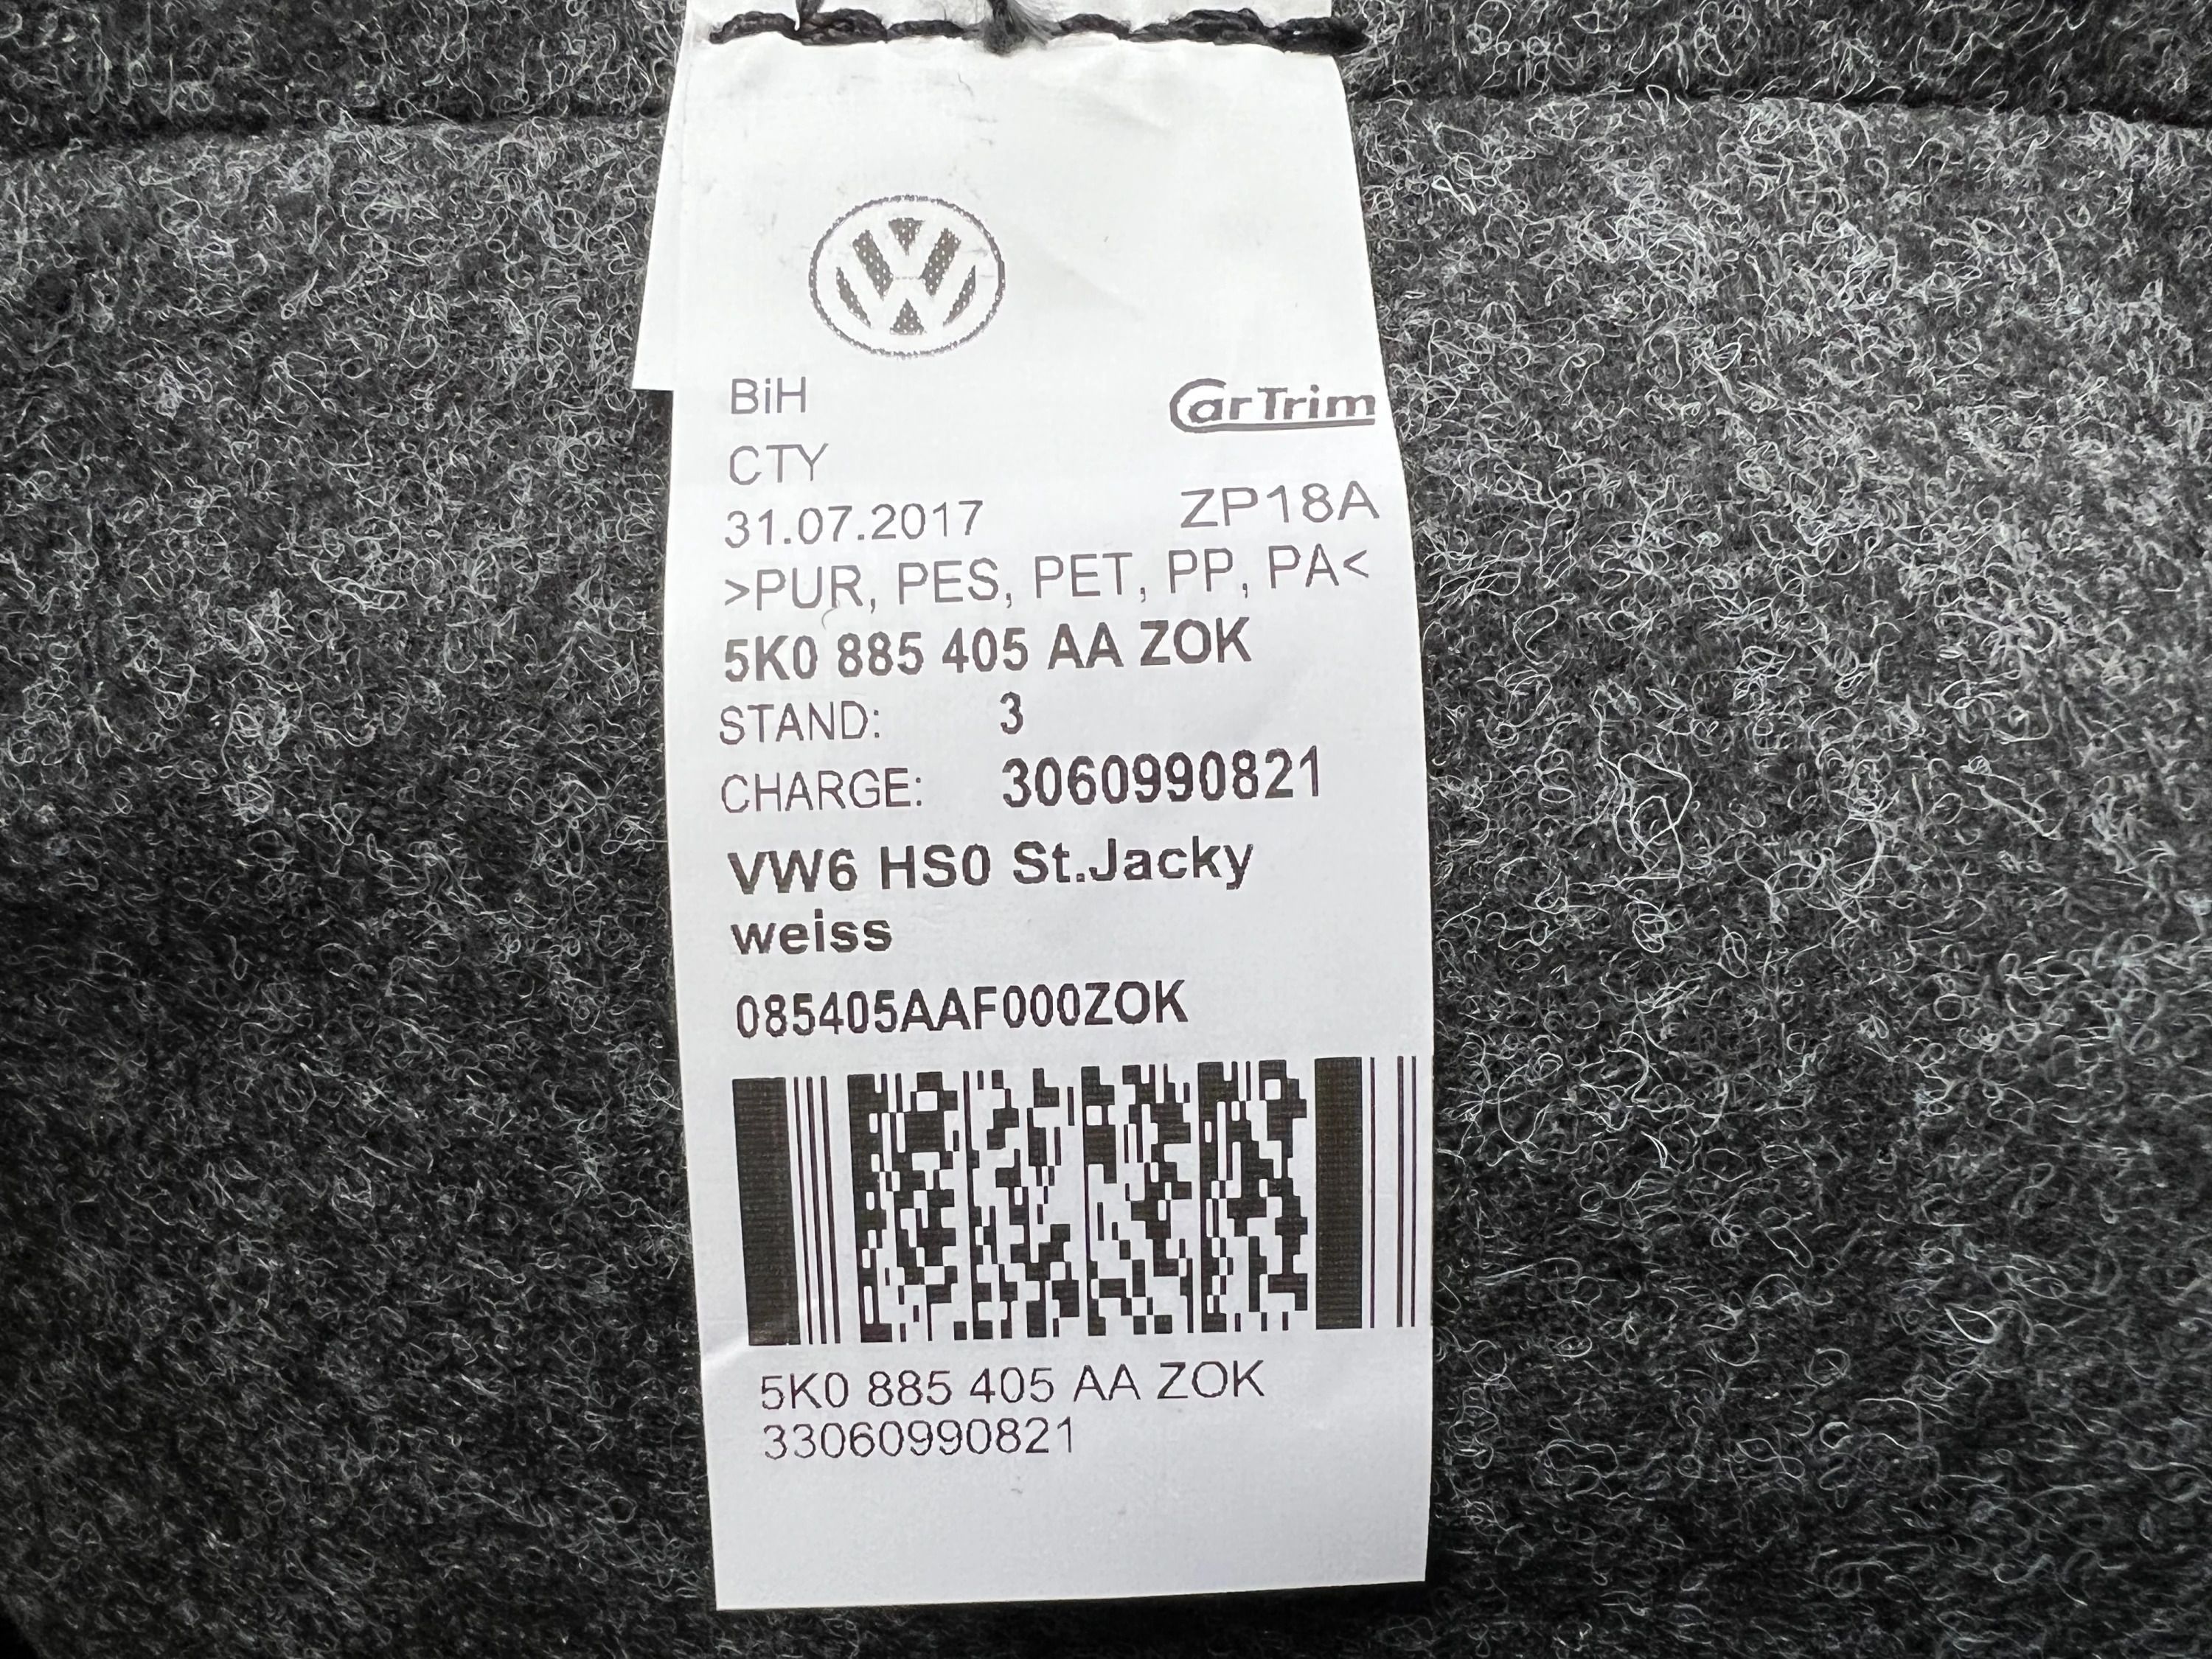 BiH
CarTrim
CTY
31.07.2017 ZP18A
>PUR, PES, PET, PP, PA<
5K0 885 405 AA ZOK
STAND: 3
CHARGE: 3060990821
VW6 HS0 St.Jacky
weiss
085405AAF000ZOK
5K0 885 405 AA ZOK
33060990821